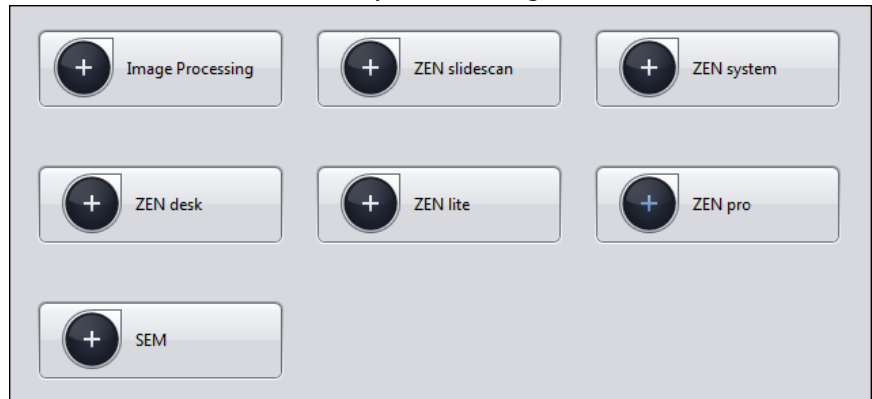 Image Processing
ZEN slidescan
ZEN system
ZEN desk
ZEN lite
ZEN pro
SEM